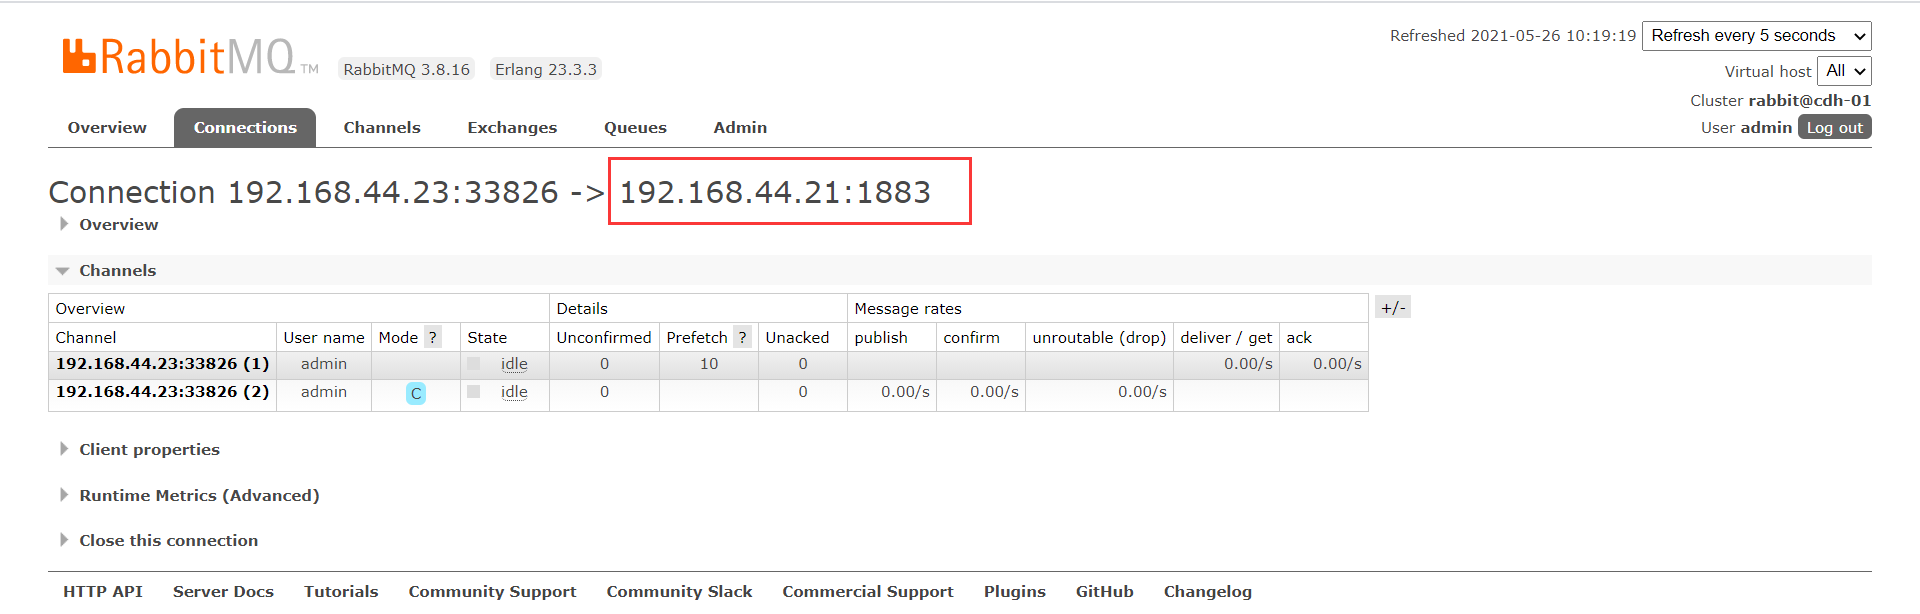 Refreshed 2021-05-26 10:19:19 Refresh every 5 seconds
RabbitMQ TM RabbitMQ 3.8.16 Erlang 23.3.3
Virtual host All
Cluster rabbit@cdh-01
User admin Log out
Overview Connections Channels Exchanges Queues Admin
Connection 192.168.44.23:33826 -> 192.168.44.21:1883
Overview
Channels
Overview Details Message rates +/-
Channel User name Mode ? State Unconfirmed Prefetch ? Unacked publish confirm unroutable (drop) deliver / get ack
192.168.44.23:33826 (1) admin idle 0 10 0 0.00/s 0.00/s
192.168.44.23:33826 (2) admin C idle 0 0 0.00/s 0.00/s 0.00/s
Client properties
Runtime Metrics (Advanced)
Close this connection
HTTP API Server Docs Tutorials Community Support Community Slack Commercial Support Plugins GitHub Changelog